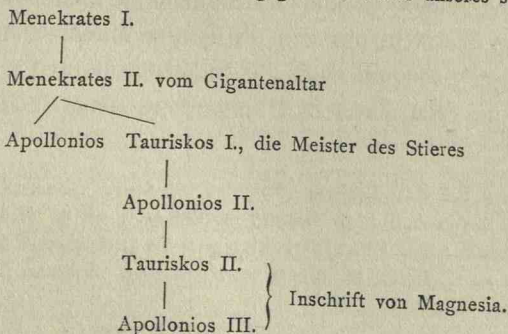 unseres
Menekrates I.
Menekrates II. vom Gigantenaltar
Apollonios Tauriskos I., die Meister des Stieres
Apollonios II.
Tauriskos II.
Inschrift von Magnesia.
Apollonios III.